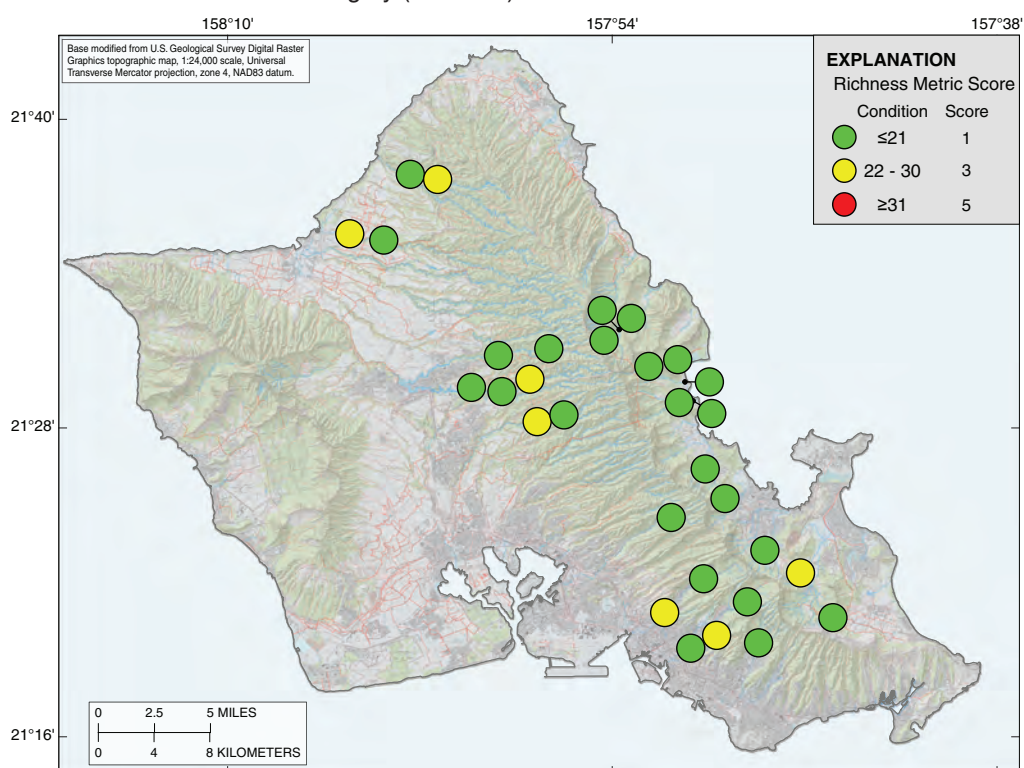 158°10'
157°54'
157°38'
Base modified from U.S. Geological Survey Digital Raster
Graphics topographic map, 1:24,000 scale, Universal
Transverse Mercator projection, zone 4, NAD83 datum.
EXPLANATION
Richness Metric Score
Condition Score
≤21 1
22 - 30 3
≥31 5
21°40'
21°28'
21°16'
0 2.5 5 MILES
0 4 8 KILOMETERS